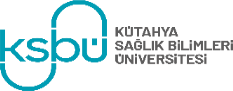 ksbü
KÜTAHYA
SAĞLIK BİLİMLERİ
ÜNİVERSİTESİ